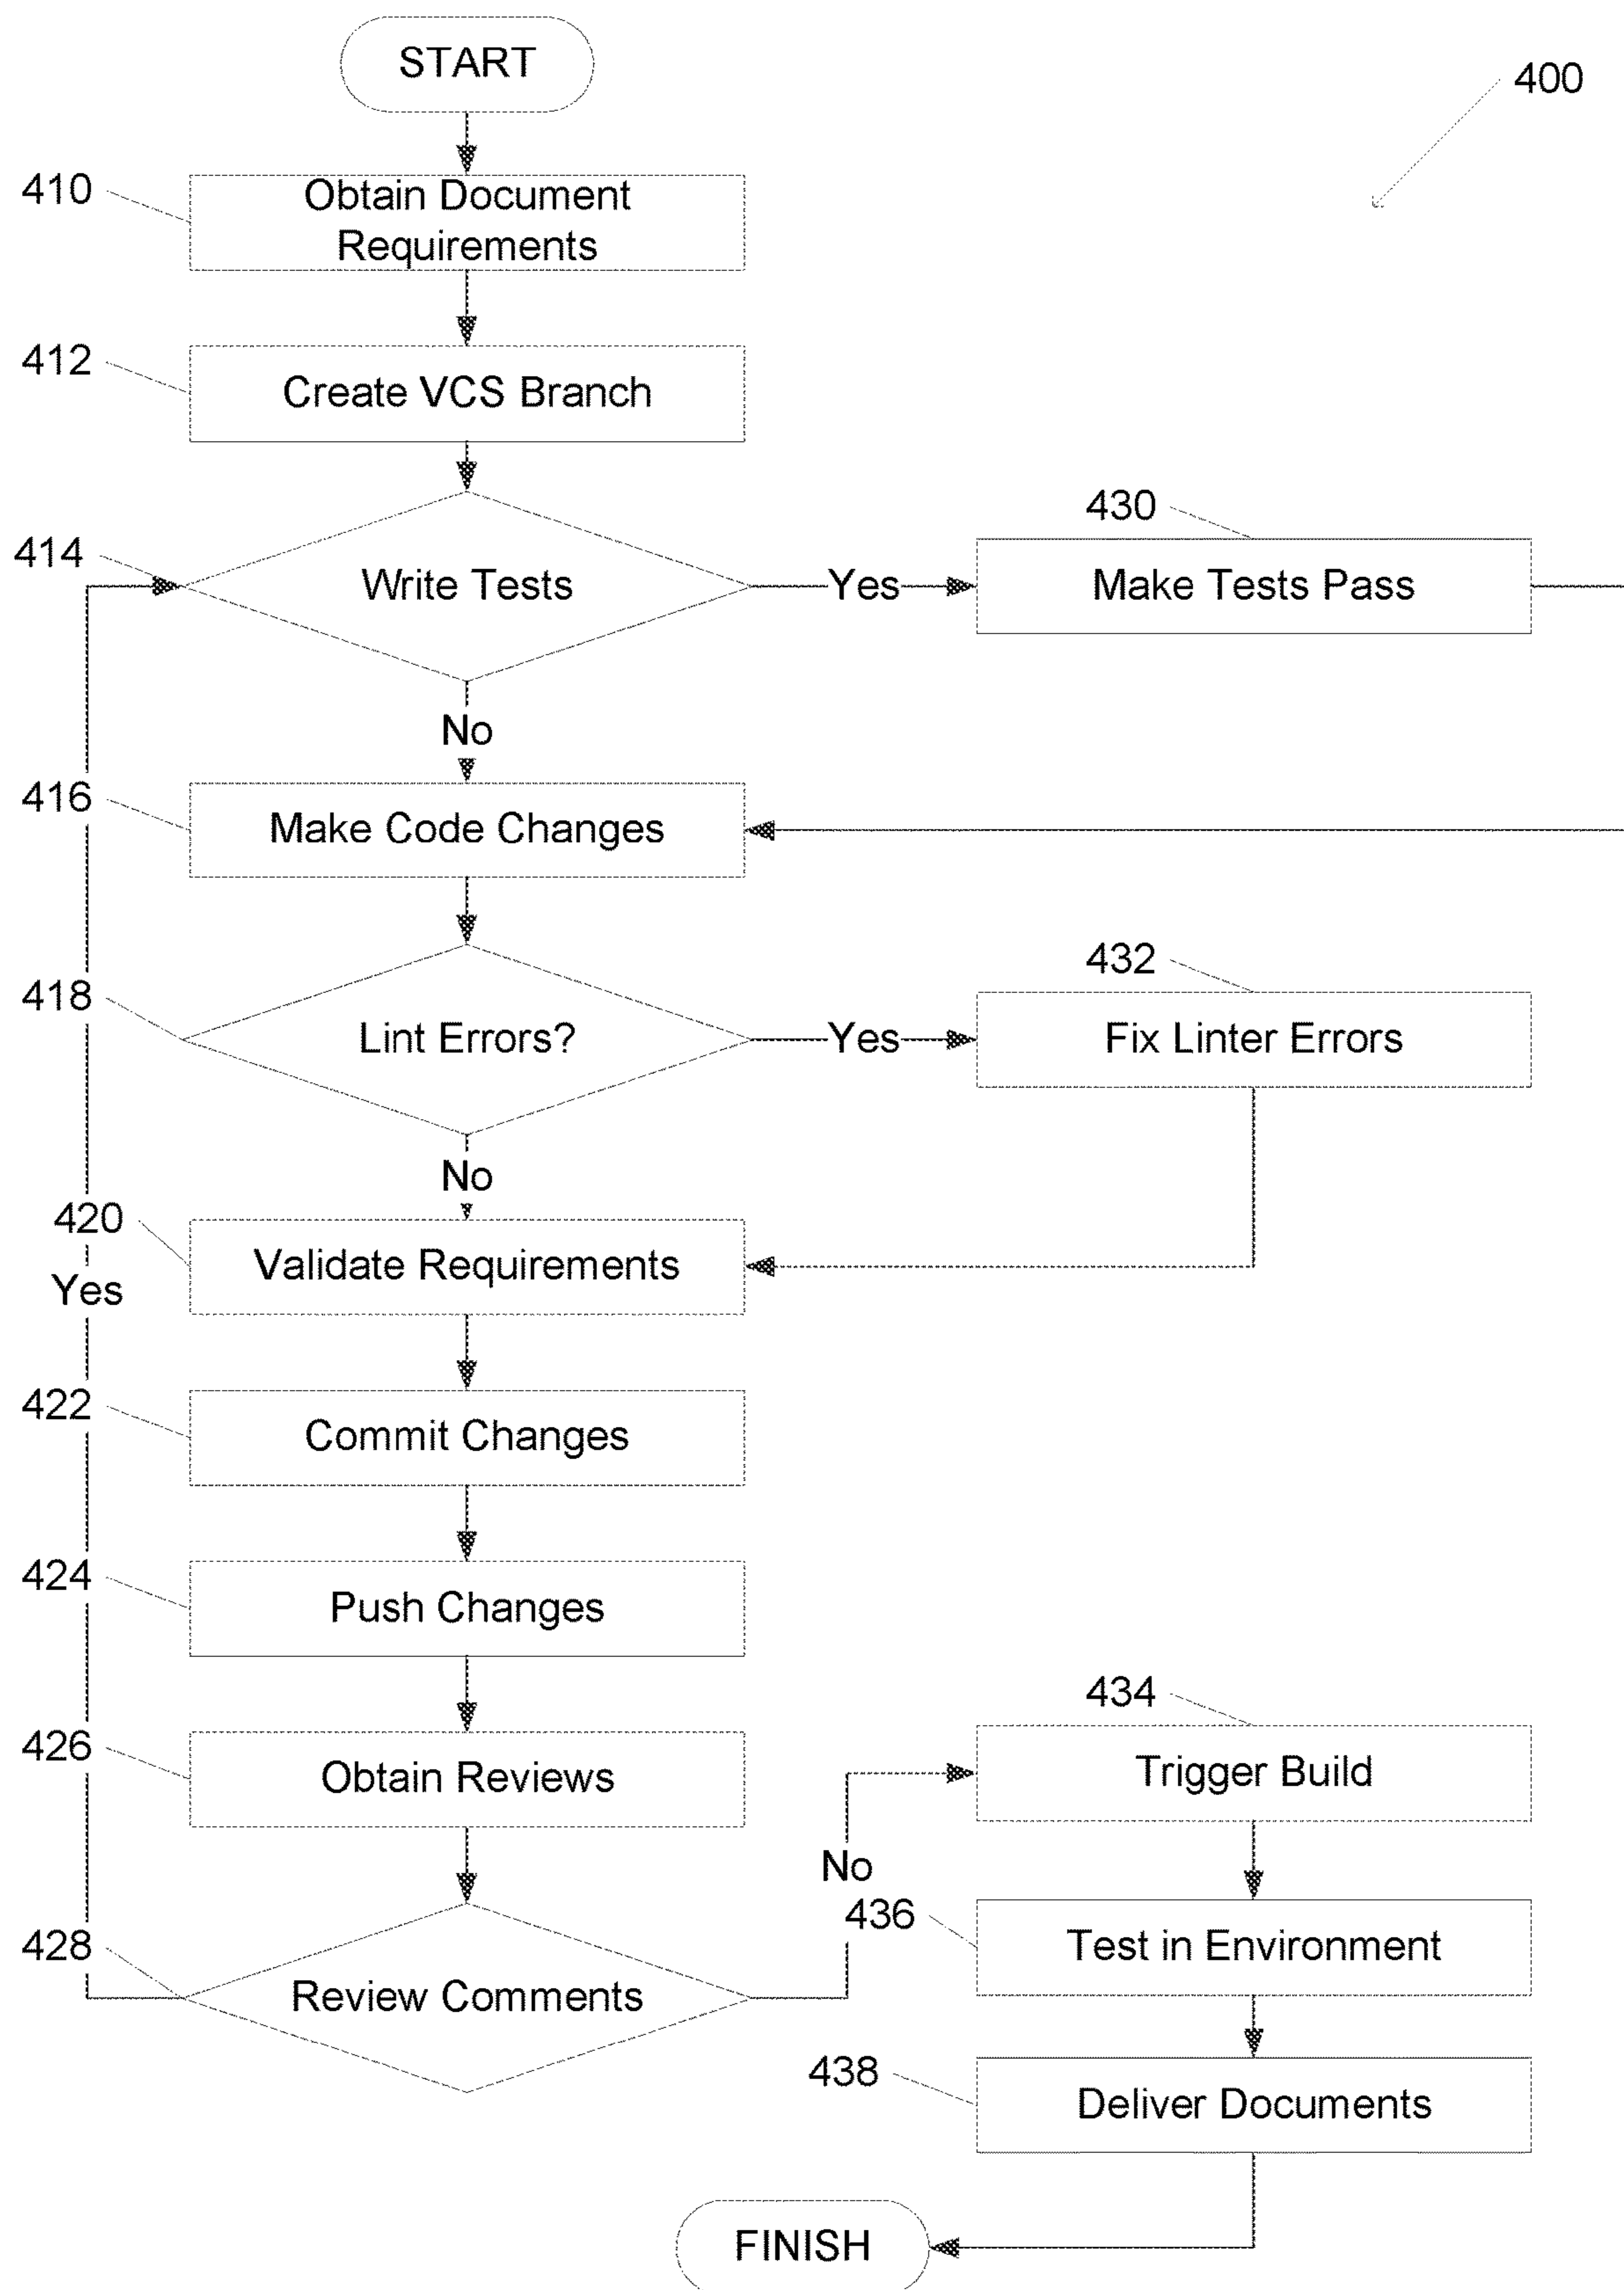 START
400
410
Obtain Document
Requirements
412
Create VCS Branch
414
Write Tests
Yes
430
Make Tests Pass
No
416
Make Code Changes
418
Lint Errors?
Yes
432
Fix Linter Errors
No
420
Validate Requirements
Yes
422
Commit Changes
424
Push Changes
426
Obtain Reviews
428
Review Comments
No
434
Trigger Build
436
Test in Environment
438
Deliver Documents
FINISH